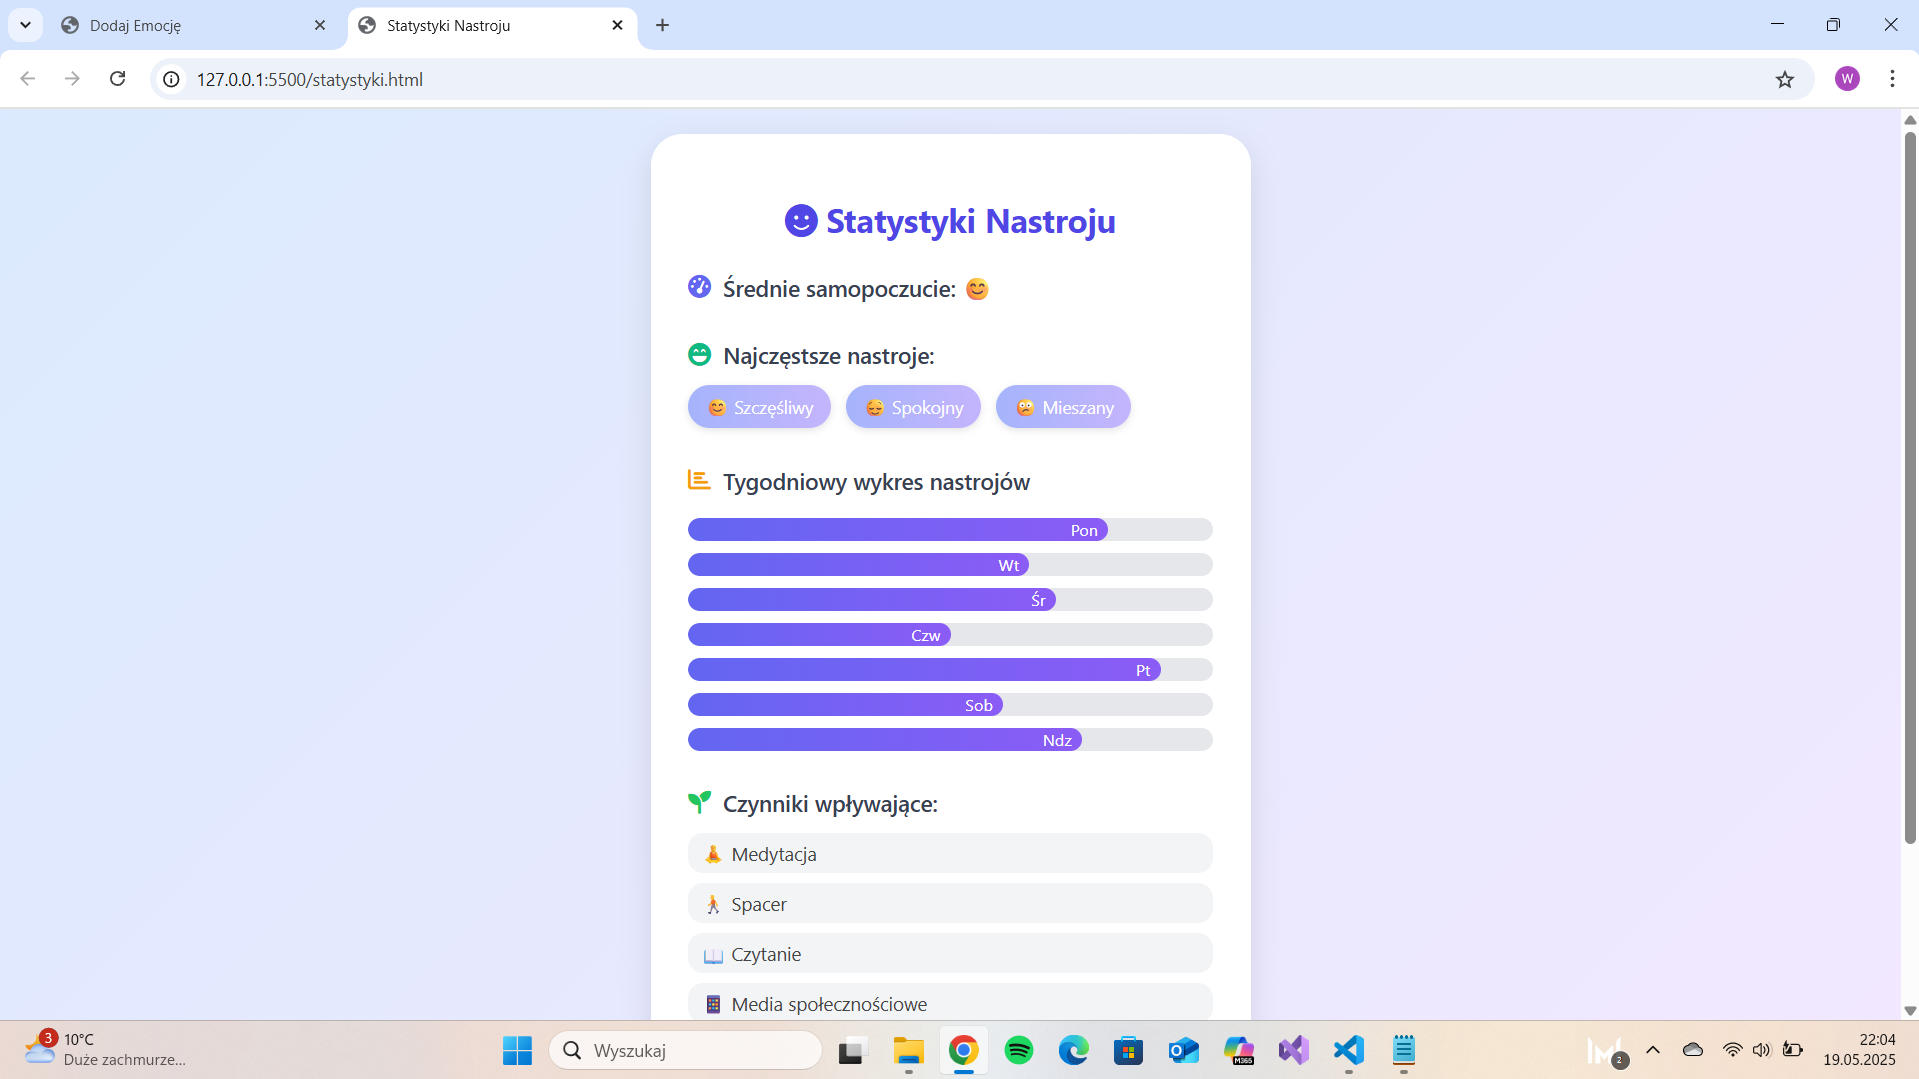 Dodaj Emocję
Statystyki Nastroju
127.0.0.1:5500/statystyki.html
W
Statystyki Nastroju
Średnie samopoczucie: 😊
Najczęstsze nastroje:
😊 Szczęśliwy 😌 Spokojny 😕 Mieszany
Tygodniowy wykres nastrojów
Pon
Wt
Śr
Czw
Pt
Sob
Ndz
Czynniki wpływające:
Medytacja
Spacer
Czytanie
Media społecznościowe
3
10°C
Duże zachmurze...
Wyszukaj
M365
2
22:04
19.05.2025